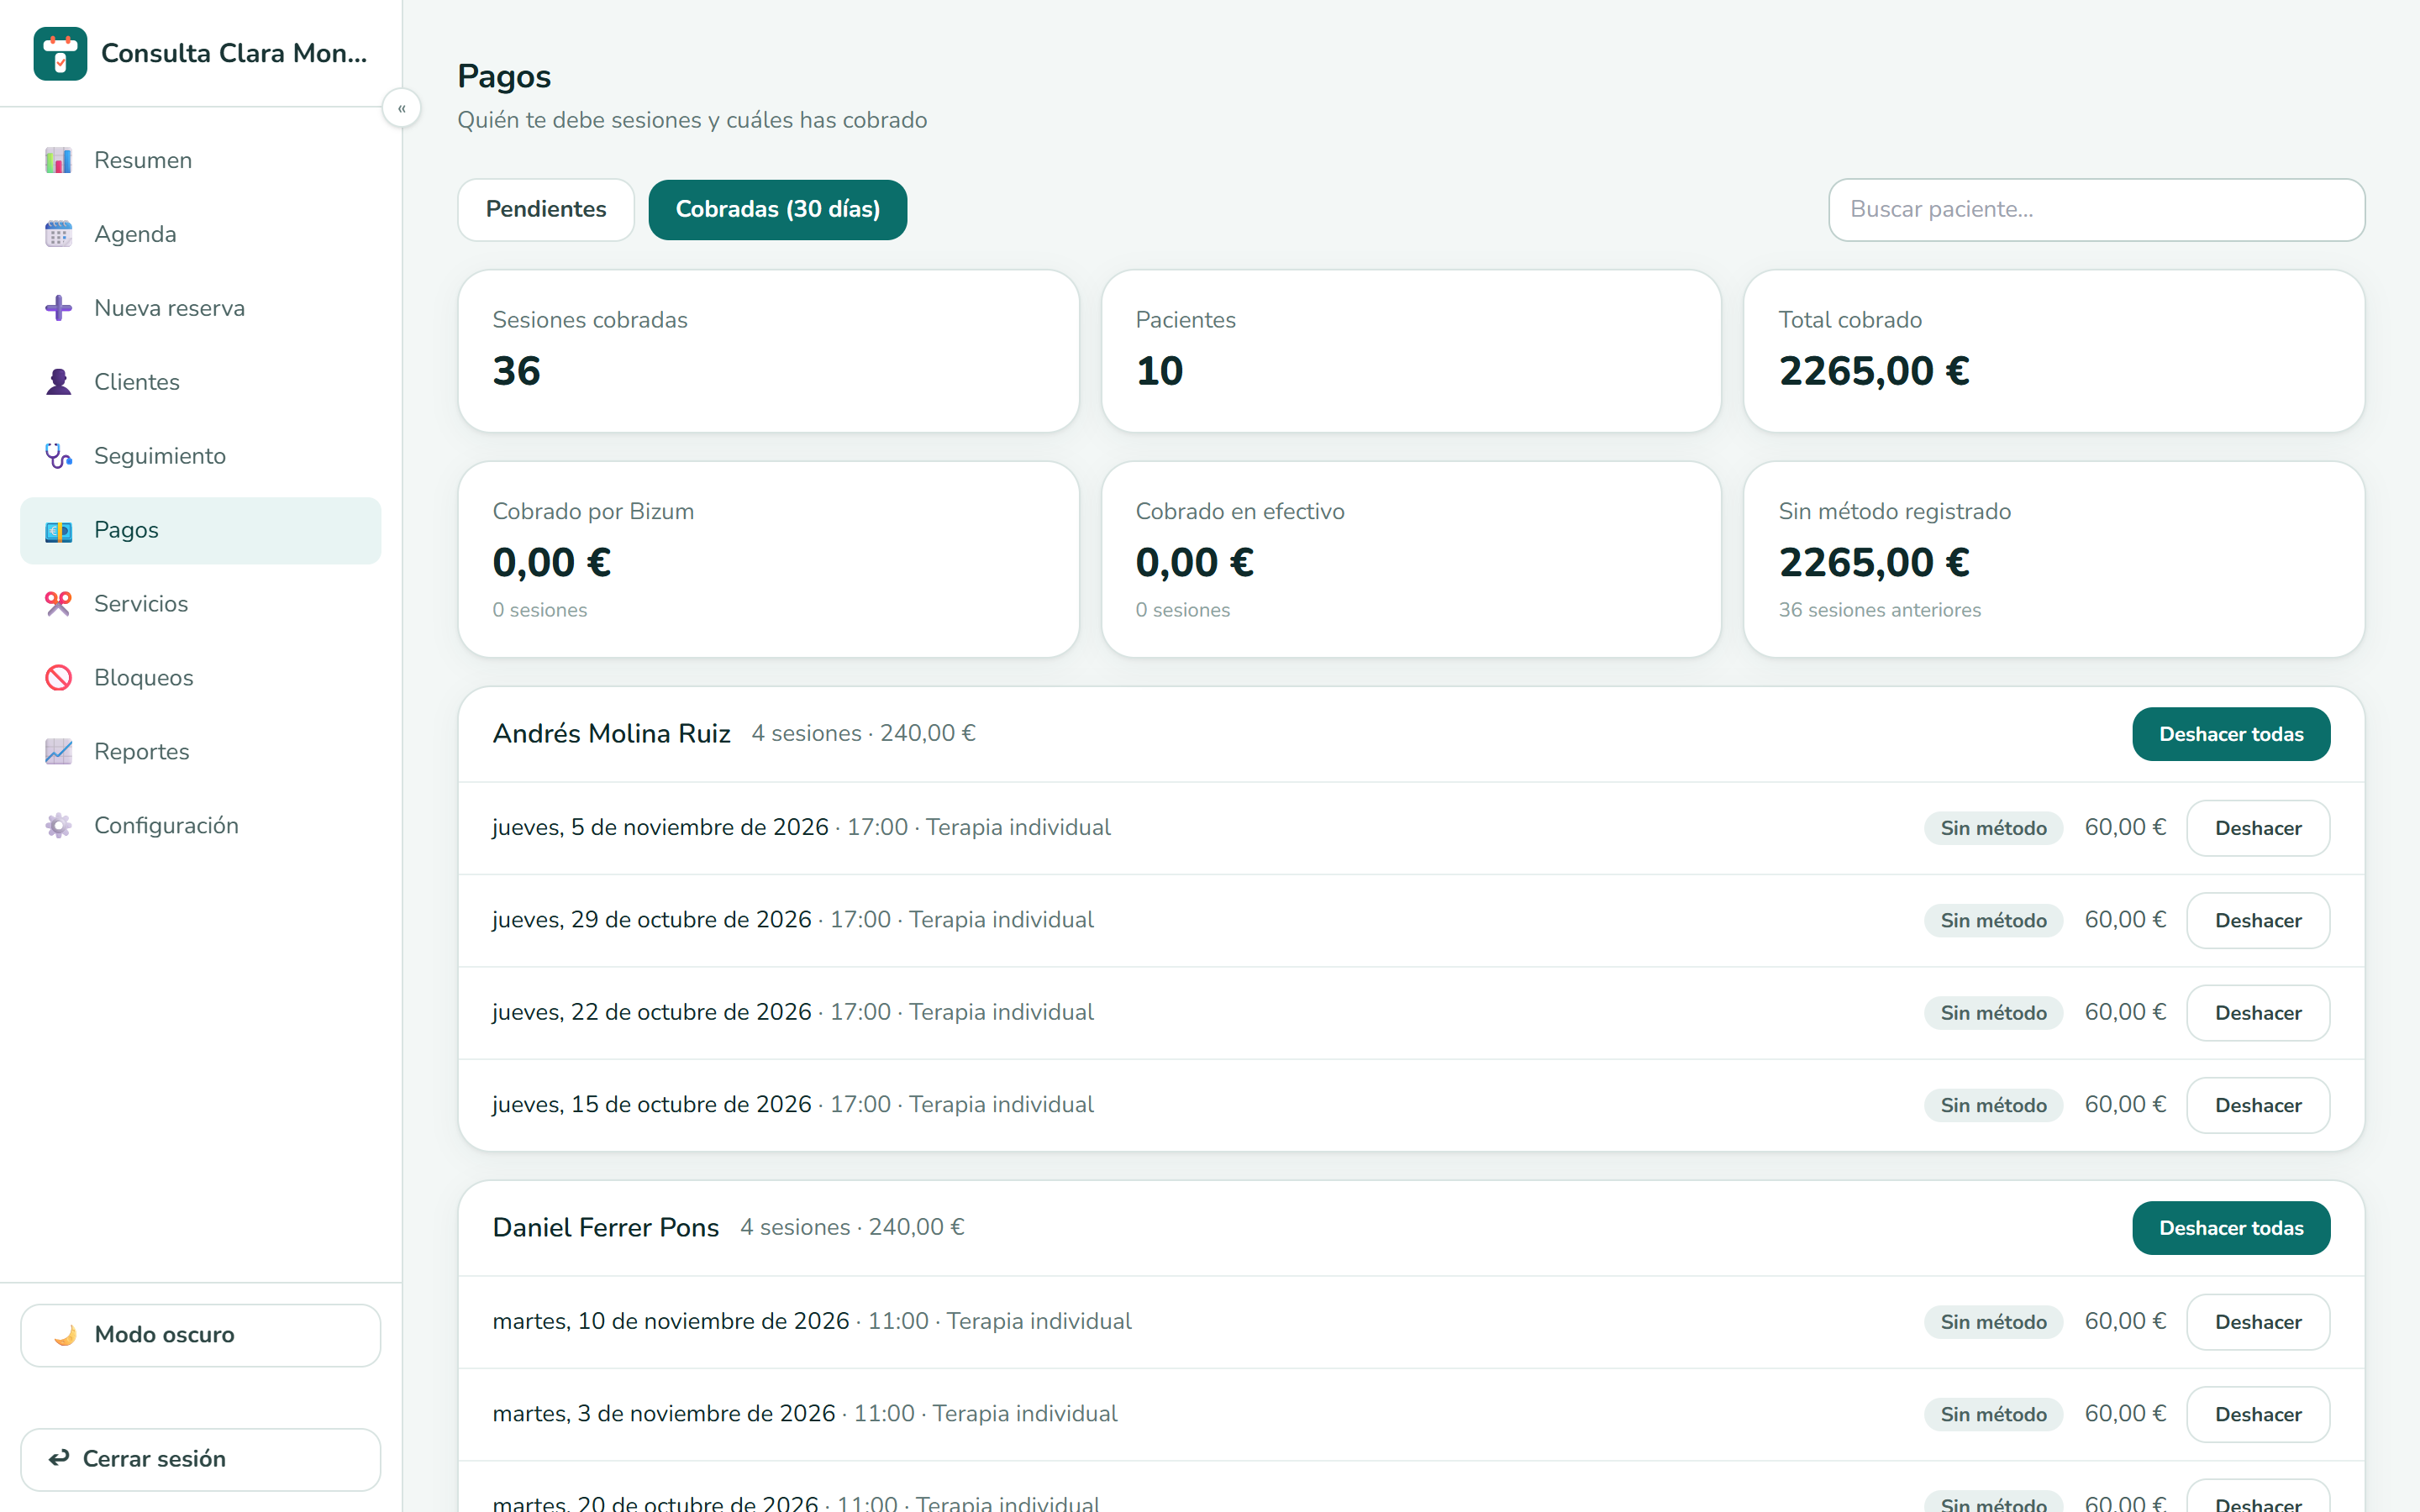 Consulta Clara Mon...
«
Resumen
Agenda
Nueva reserva
Clientes
Seguimiento
Pagos
Servicios
Bloqueos
Reportes
Configuración
Modo oscuro
Cerrar sesión
Pagos
Quién te debe sesiones y cuáles has cobrado
Pendientes
Cobradas (30 días)
Buscar paciente...
Sesiones cobradas
36
Pacientes
10
Total cobrado
2265,00 €
Cobrado por Bizum
0,00 €
0 sesiones
Cobrado en efectivo
0,00 €
0 sesiones
Sin método registrado
2265,00 €
36 sesiones anteriores
Andrés Molina Ruiz 4 sesiones · 240,00 € Deshacer todas
jueves, 5 de noviembre de 2026 · 17:00 · Terapia individual Sin método 60,00 € Deshacer
jueves, 29 de octubre de 2026 · 17:00 · Terapia individual Sin método 60,00 € Deshacer
jueves, 22 de octubre de 2026 · 17:00 · Terapia individual Sin método 60,00 € Deshacer
jueves, 15 de octubre de 2026 · 17:00 · Terapia individual Sin método 60,00 € Deshacer
Daniel Ferrer Pons 4 sesiones · 240,00 € Deshacer todas
martes, 10 de noviembre de 2026 · 11:00 · Terapia individual Sin método 60,00 € Deshacer
martes, 3 de noviembre de 2026 · 11:00 · Terapia individual Sin método 60,00 € Deshacer
martes, 20 de octubre de 2026 · 11:00 · Terapia individual Sin método 60,00 € Deshacer